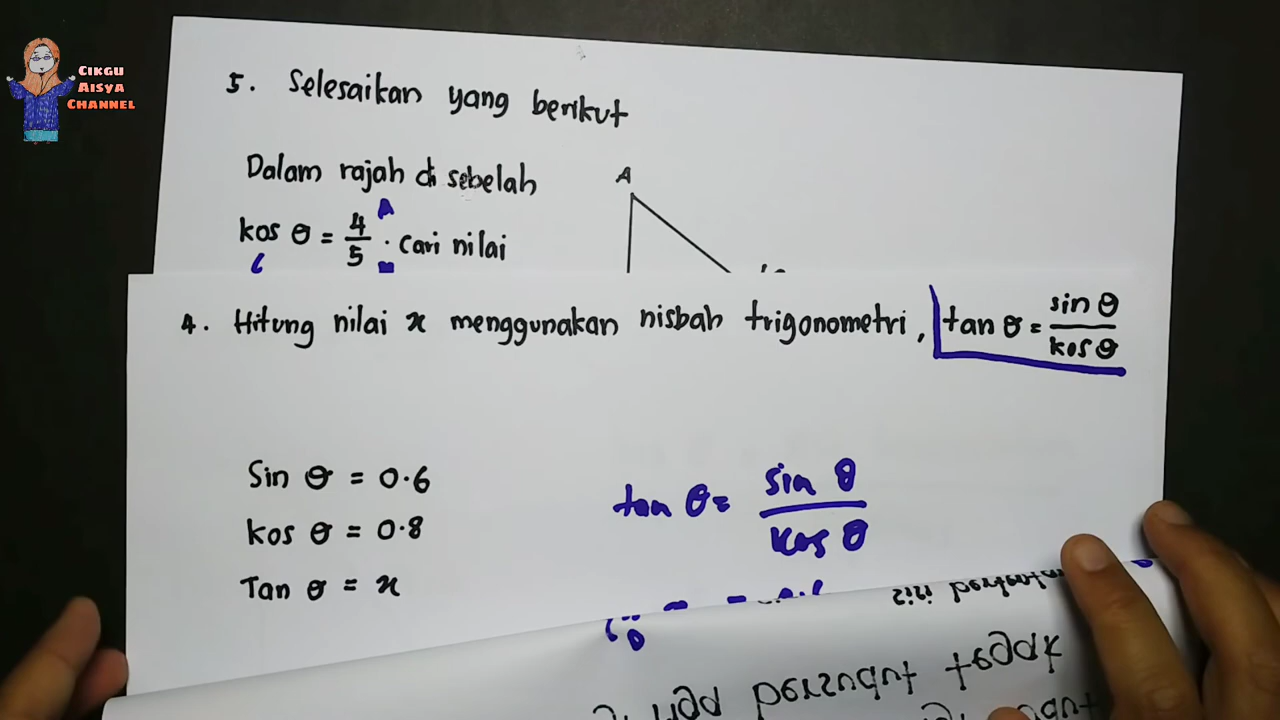 CIKGU
AISYA
CHANNEL
5. Selesaikan yang berikut
Dalam rajah di sebelah
A
kos θ = 4/5 . cari nilai
A
4. Hitung nilai x menggunakan nisbah trigonometri, tan θ = sin θ / kos θ
Sin θ = 0.6
kos θ = 0.8
Tan θ = x
tan θ = sin θ / kos θ
sisi